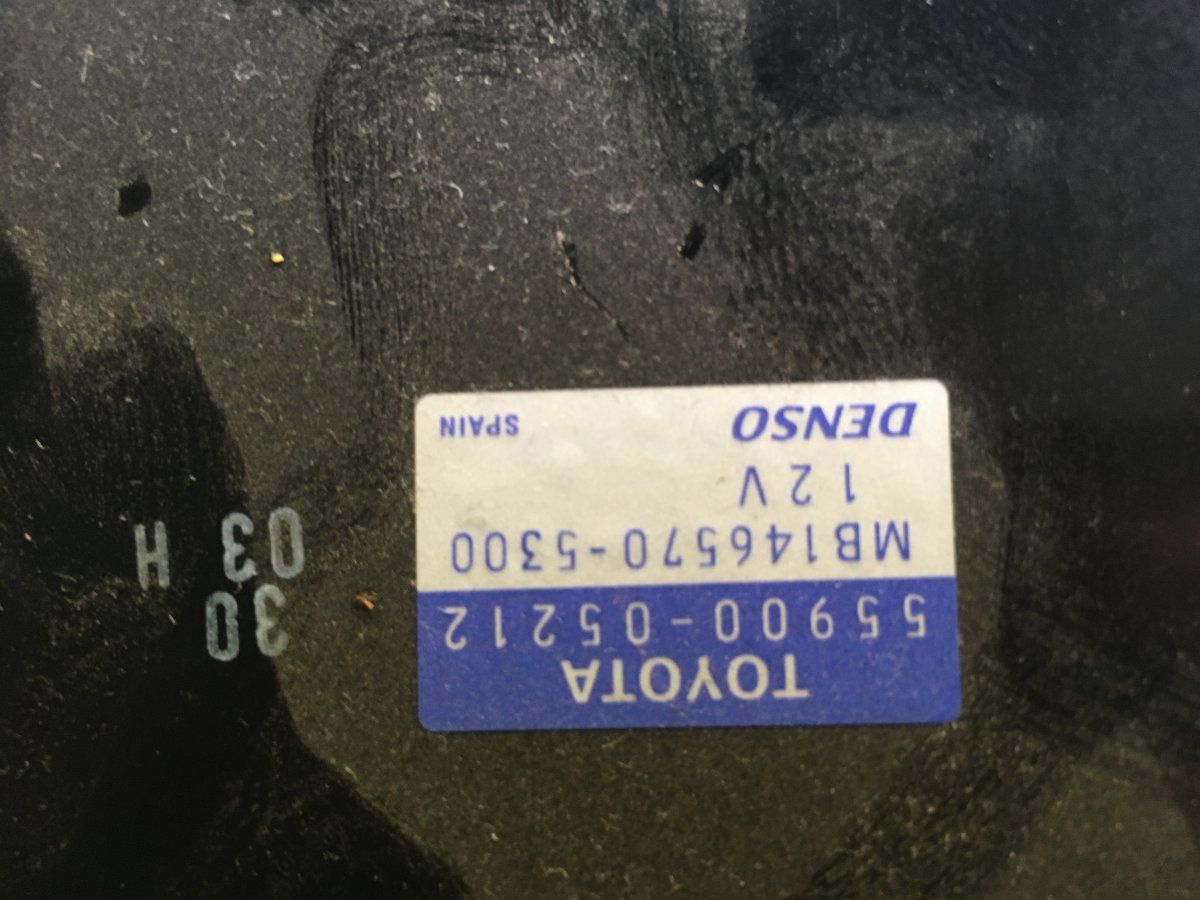 TOYOTA
55900-05212
MB146570-5300
12V
DENSO SPAIN
30
03 H